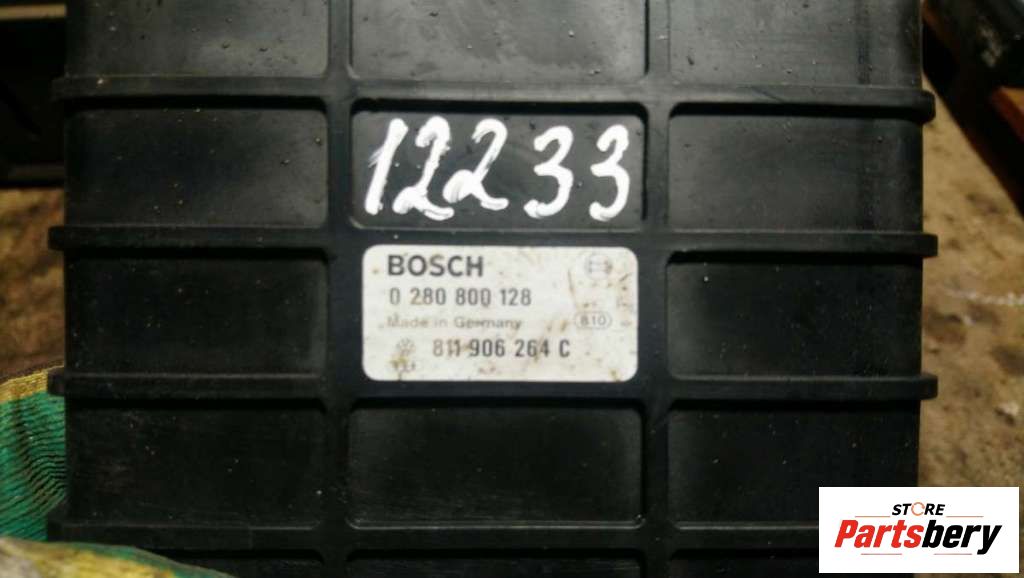 12233
BOSCH
0 280 800 128
Made in Germany
810
811 906 264 C
STORE
Partsbery